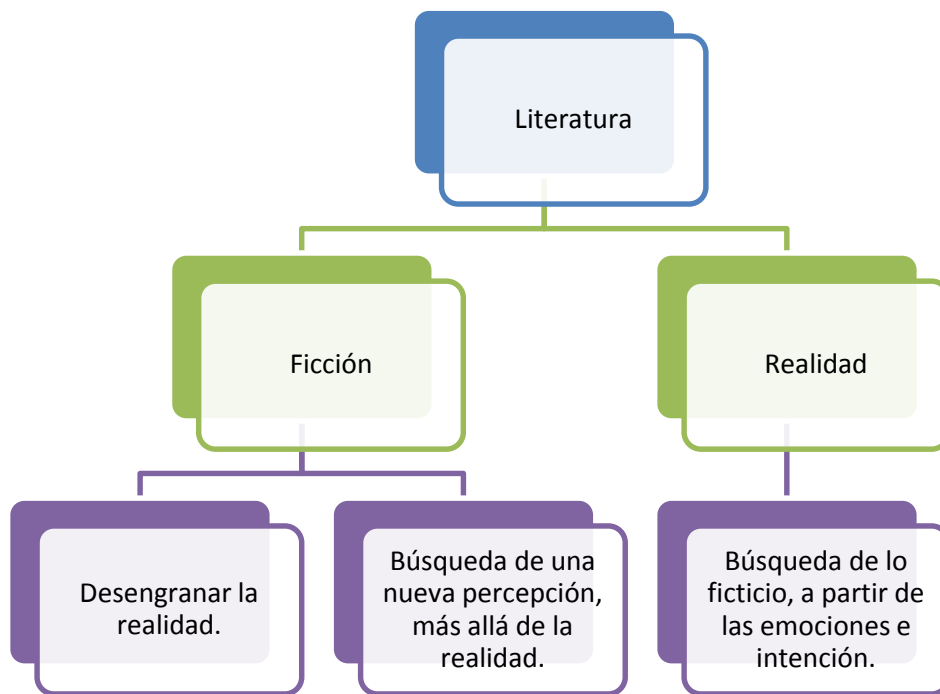 Literatura
Ficción
Realidad
Desengranar la
realidad.
Búsqueda de una
nueva percepción,
más allá de la
realidad.
Búsqueda de lo
ficticio, a partir de
las emociones e
intención.